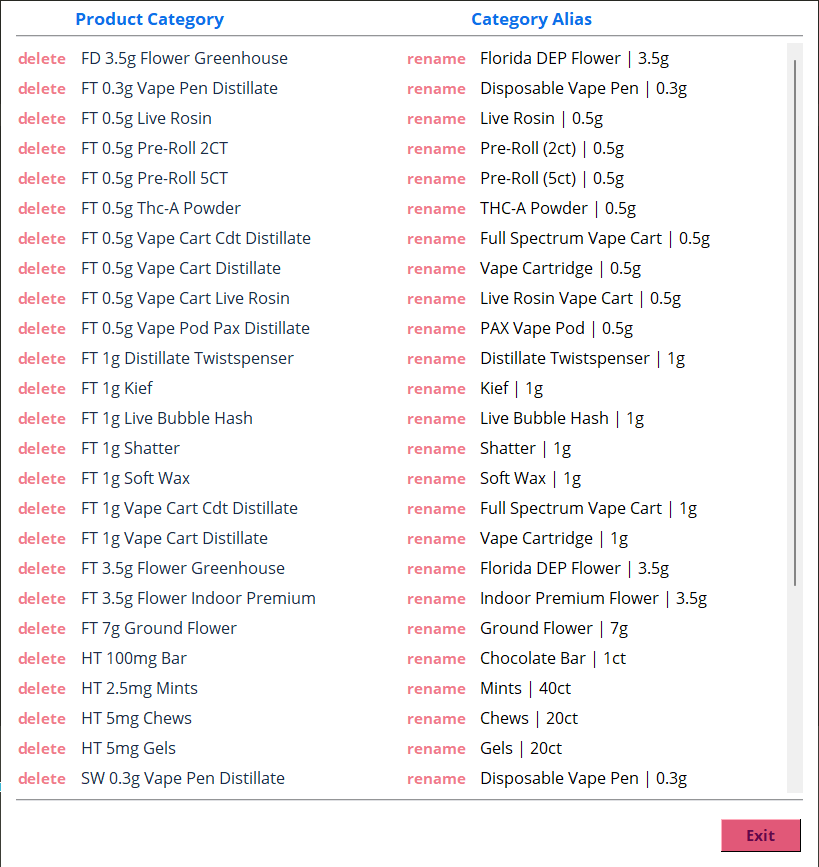 Product Category Category Alias
delete FD 3.5g Flower Greenhouse rename Florida DEP Flower | 3.5g
delete FT 0.3g Vape Pen Distillate rename Disposable Vape Pen | 0.3g
delete FT 0.5g Live Rosin rename Live Rosin | 0.5g
delete FT 0.5g Pre-Roll 2CT rename Pre-Roll (2ct) | 0.5g
delete FT 0.5g Pre-Roll 5CT rename Pre-Roll (5ct) | 0.5g
delete FT 0.5g Thc-A Powder rename THC-A Powder | 0.5g
delete FT 0.5g Vape Cart Cdt Distillate rename Full Spectrum Vape Cart | 0.5g
delete FT 0.5g Vape Cart Distillate rename Vape Cartridge | 0.5g
delete FT 0.5g Vape Cart Live Rosin rename Live Rosin Vape Cart | 0.5g
delete FT 0.5g Vape Pod Pax Distillate rename PAX Vape Pod | 0.5g
delete FT 1g Distillate Twistspenser rename Distillate Twistspenser | 1g
delete FT 1g Kief rename Kief | 1g
delete FT 1g Live Bubble Hash rename Live Bubble Hash | 1g
delete FT 1g Shatter rename Shatter | 1g
delete FT 1g Soft Wax rename Soft Wax | 1g
delete FT 1g Vape Cart Cdt Distillate rename Full Spectrum Vape Cart | 1g
delete FT 1g Vape Cart Distillate rename Vape Cartridge | 1g
delete FT 3.5g Flower Greenhouse rename Florida DEP Flower | 3.5g
delete FT 3.5g Flower Indoor Premium rename Indoor Premium Flower | 3.5g
delete FT 7g Ground Flower rename Ground Flower | 7g
delete HT 100mg Bar rename Chocolate Bar | 1ct
delete HT 2.5mg Mints rename Mints | 40ct
delete HT 5mg Chews rename Chews | 20ct
delete HT 5mg Gels rename Gels | 20ct
delete SW 0.3g Vape Pen Distillate rename Disposable Vape Pen | 0.3g
Exit